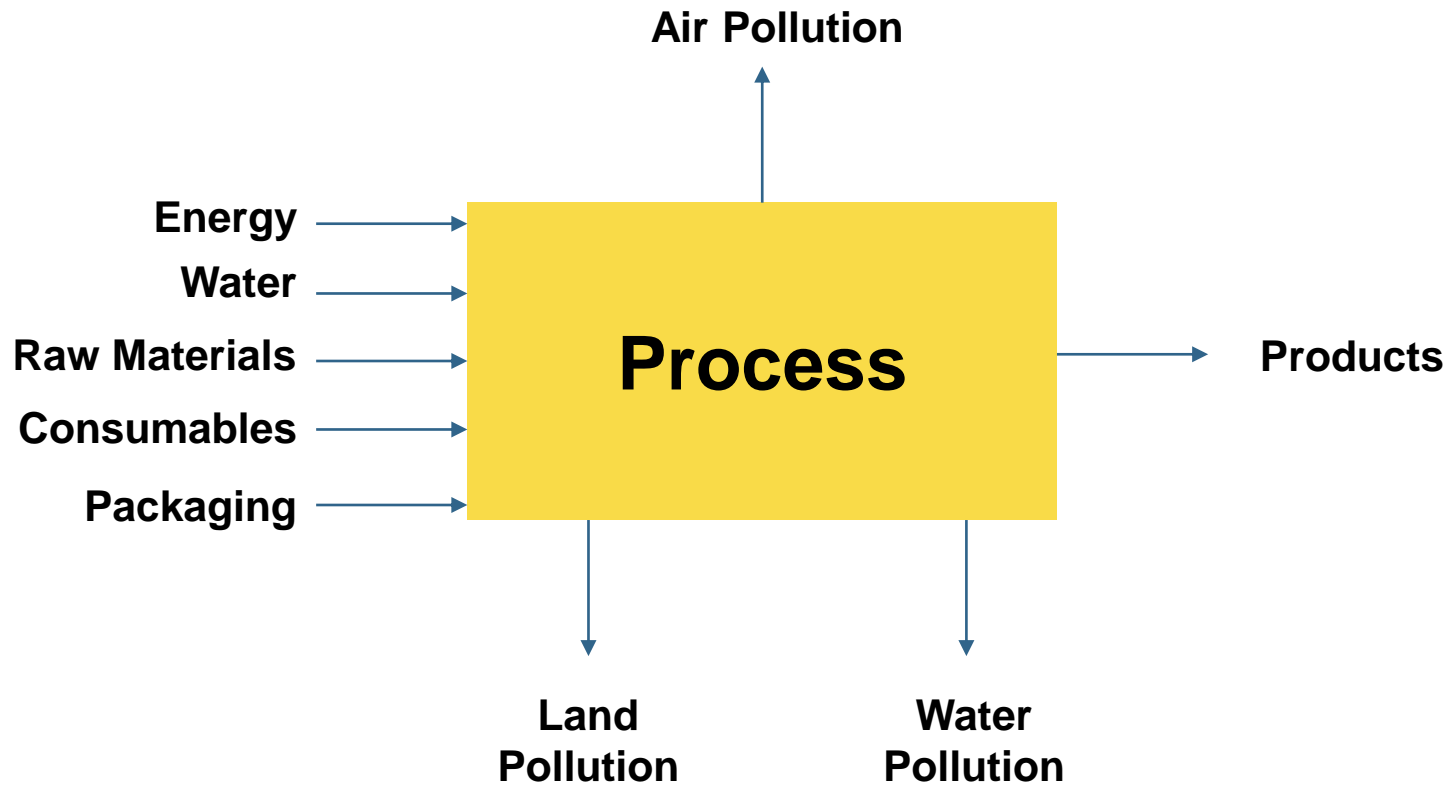 Air Pollution
Energy
Water
Raw Materials
Consumables
Packaging
Process
Products
Land
Pollution
Water
Pollution